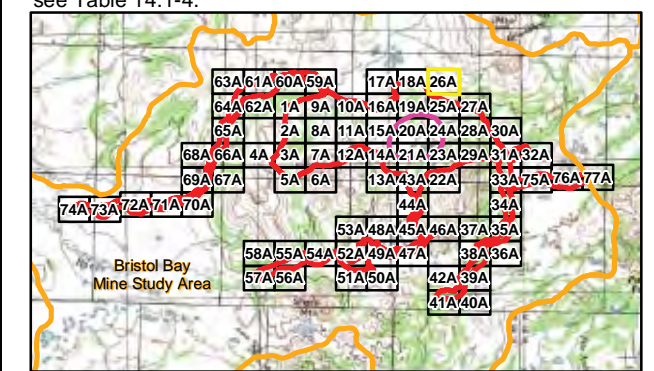 see Table 14.1-4.
63A 61A 60A 59A 17A 18A 26A
64A 62A 1A 9A 10A 16A 19A 25A 27A
65A 2A 8A 11A 15A 20A 24A 28A 30A
68A 66A 4A 3A 7A 12A 14A 21A 23A 29A 31A 32A
69A 67A 5A 6A 13A 43A 22A 33A 75A 76A 77A
74A 73A 72A 71A 70A 44A 34A
53A 48A 45A 46A 37A 35A
58A 55A 54A 52A 49A 47A 38A 36A
57A 56A 51A 50A 42A 39A
41A 40A
Bristol Bay
Mine Study Area